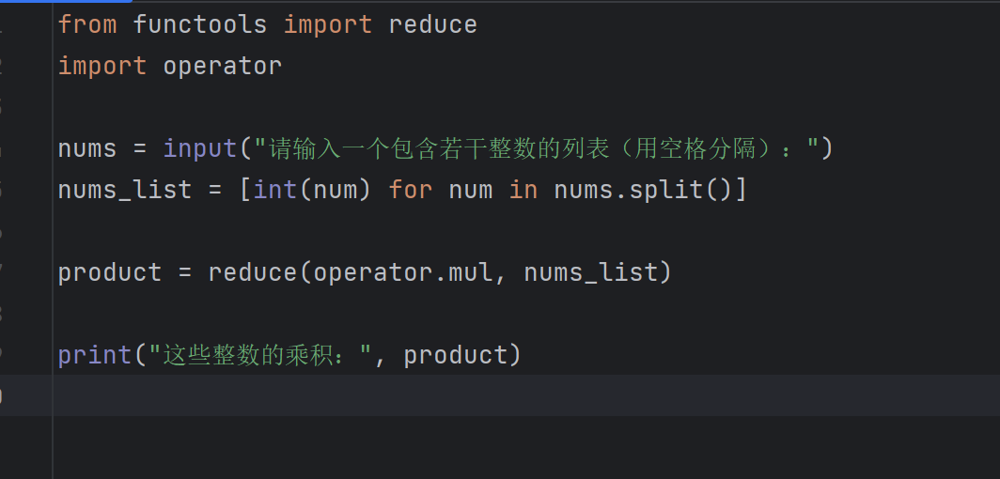 from functools import reduce
import operator
nums = input("请输入一个包含若干整数的列表（用空格分隔）：")
nums_list = [int(num) for num in nums.split()]
product = reduce(operator.mul, nums_list)
print("这些整数的乘积：", product)